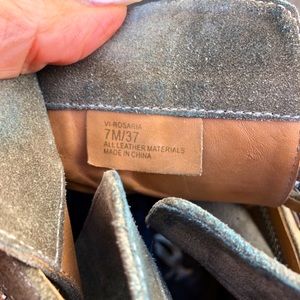 VI-ROSARIA
7M/37
ALL LEATHER MATERIALS
MADE IN CHINA